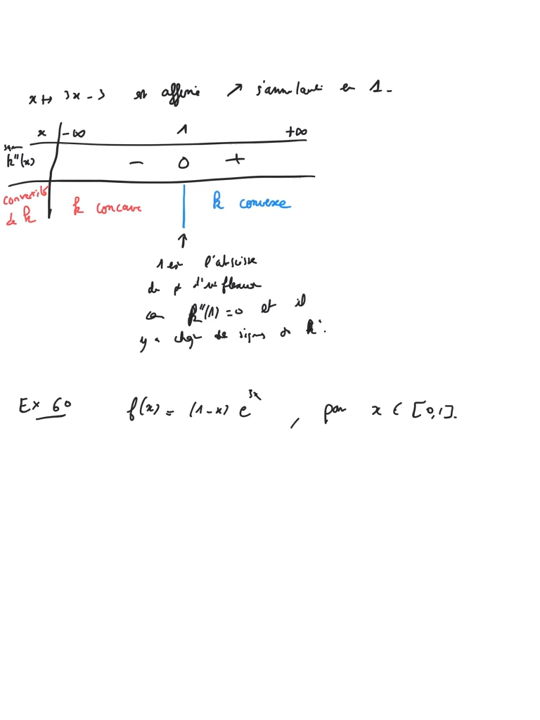 x ↦ 3x - 3 est affine ↗ s'annulant en 1.
x -∞ 1 +∞
sgn k''(x) - 0 +
convexité de k k concave k convexe
↑
1 est l'abscisse
du pt d'inflexion
car k''(1) = 0 et il
y a chgt de signe de k''.
Ex 60 f(x) = (1-x) e^{3x}, pour x ∈ [0,1].